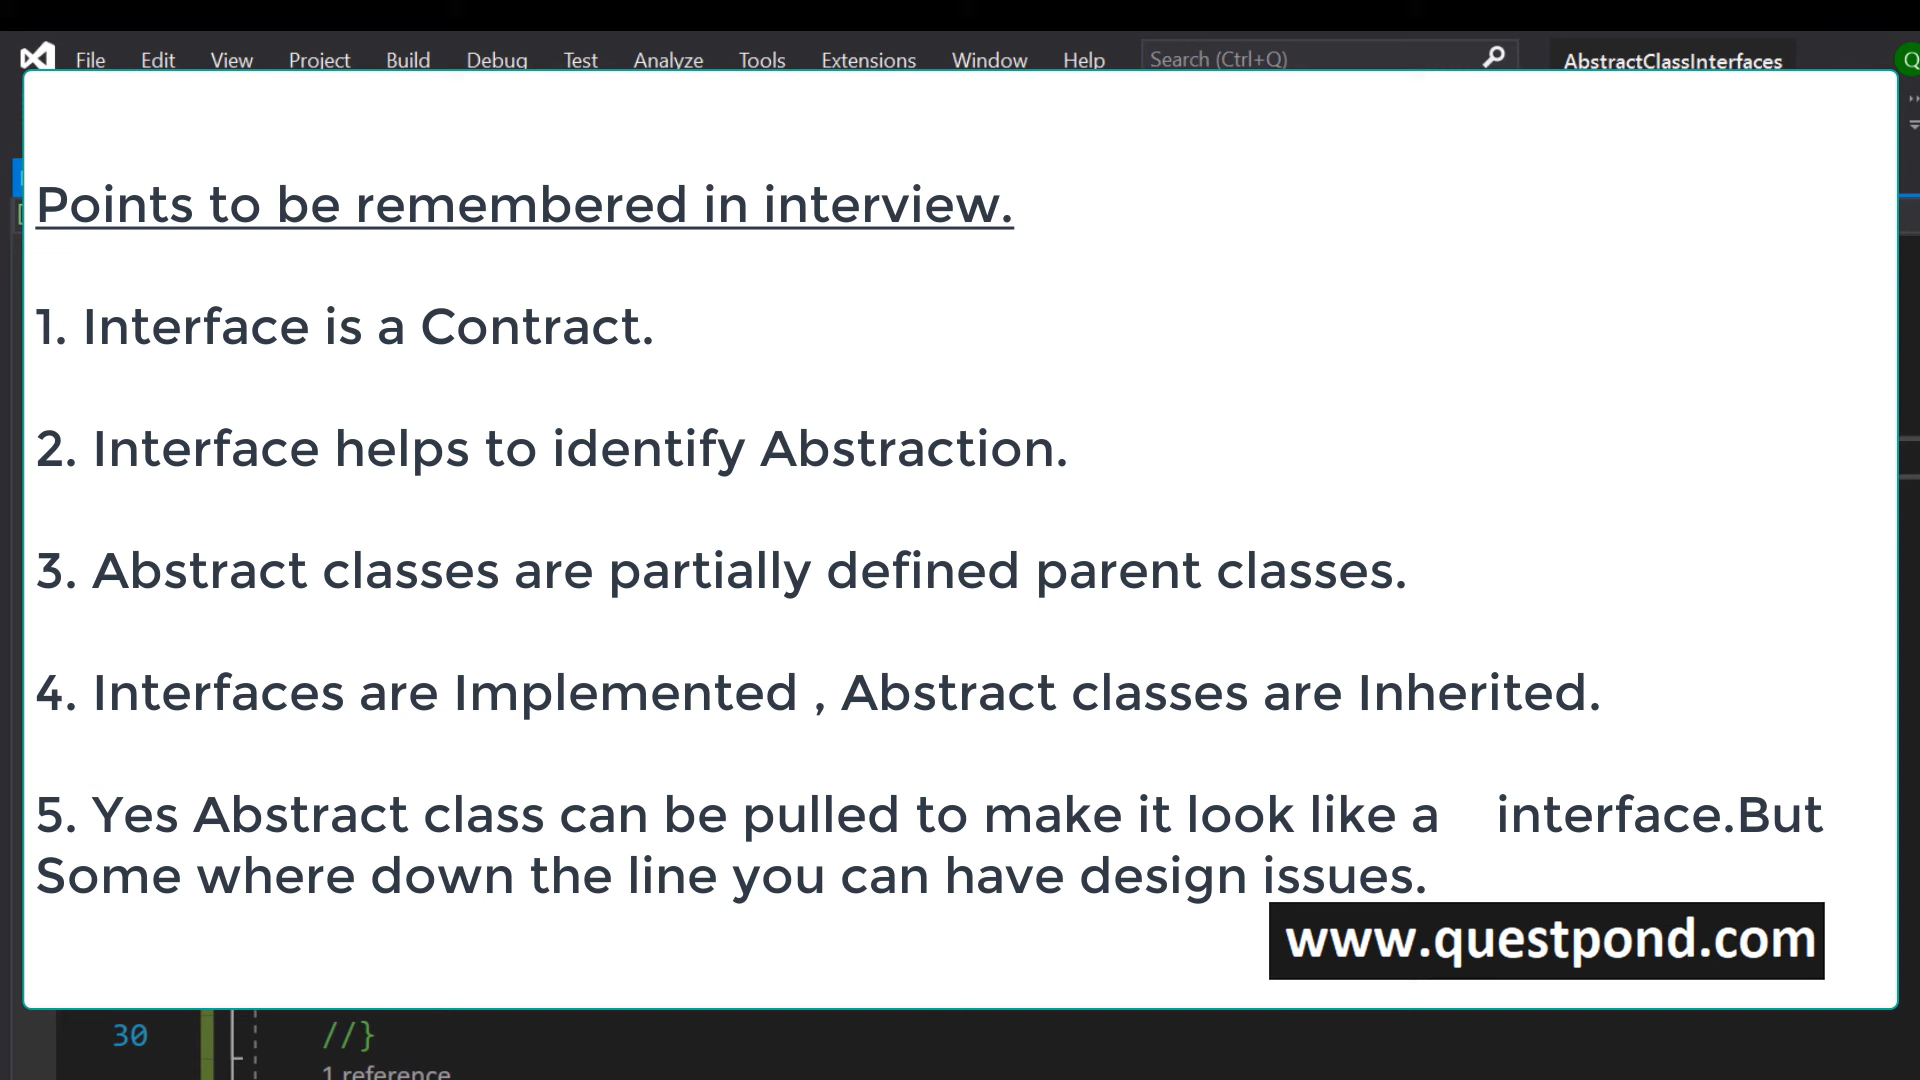 File Edit View Project Build Debug Test Analyze Tools Extensions Window Help Search (Ctrl+Q) AbstractClassInterfaces Q
Points to be remembered in interview.
1. Interface is a Contract.
2. Interface helps to identify Abstraction.
3. Abstract classes are partially defined parent classes.
4. Interfaces are Implemented , Abstract classes are Inherited.
5. Yes Abstract class can be pulled to make it look like a interface.But
Some where down the line you can have design issues.
www.questpond.com
30 //}
1 reference